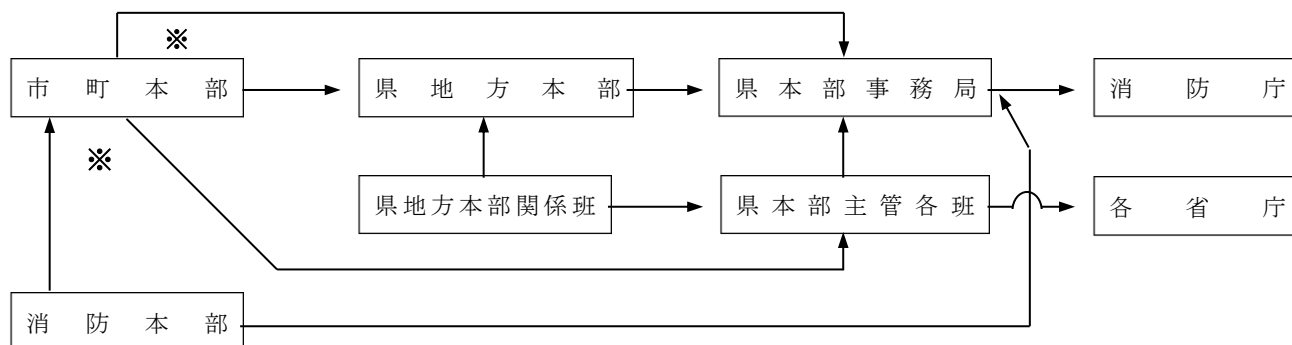 ※
市町本部
県地方本部
県本部事務局
消防庁
※
県地方本部関係班
県本部主管各班
各省庁
消防本部